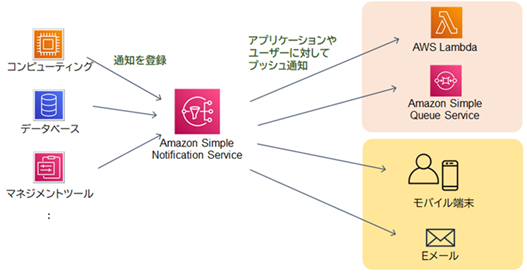 コンピューティング
データベース
マネジメントツール
：
通知を登録
Amazon Simple
Notification Service
アプリケーションや
ユーザーに対して
プッシュ通知
AWS Lambda
Amazon Simple
Queue Service
モバイル端末
Eメール